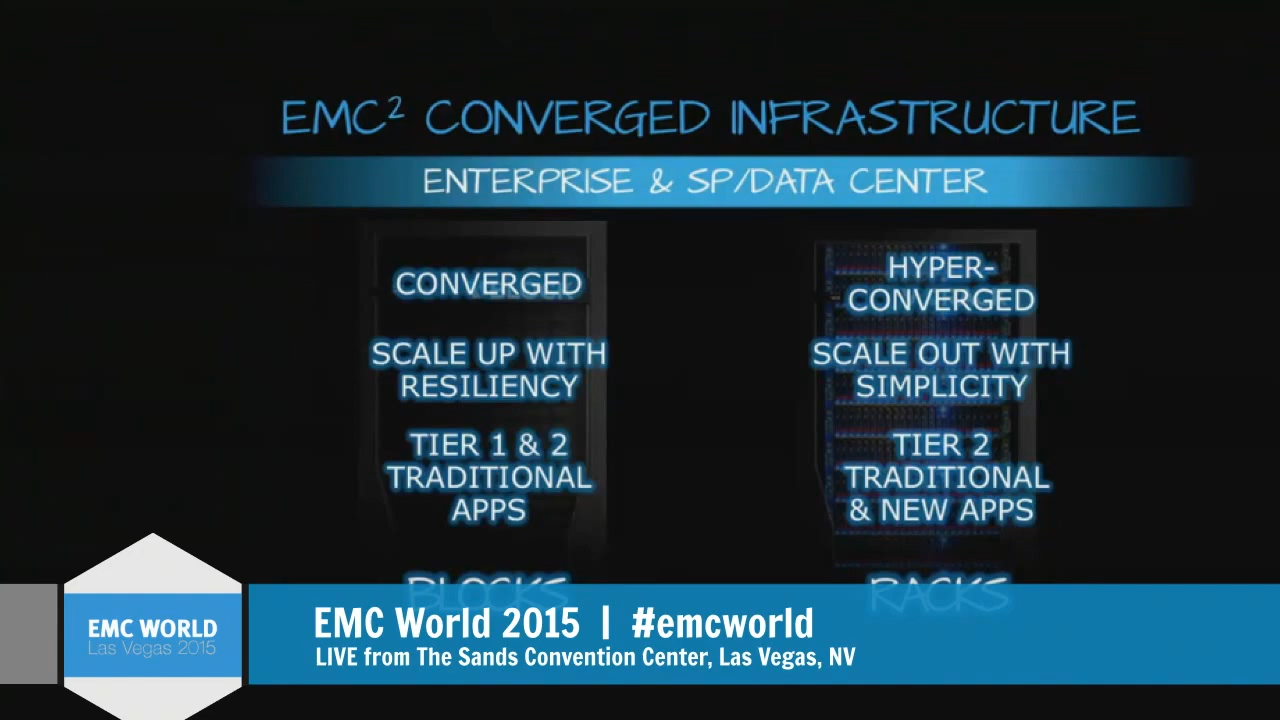 EMC² CONVERGED INFRASTRUCTURE
ENTERPRISE & SP/DATA CENTER
CONVERGED
SCALE UP WITH
RESILIENCY
TIER 1 & 2
TRADITIONAL
APPS
BLOCKS
HYPER-
CONVERGED
SCALE OUT WITH
SIMPLICITY
TIER 2
TRADITIONAL
& NEW APPS
RACKS
EMC WORLD
Las Vegas 2015
EMC World 2015 | #emcworld
LIVE from The Sands Convention Center, Las Vegas, NV